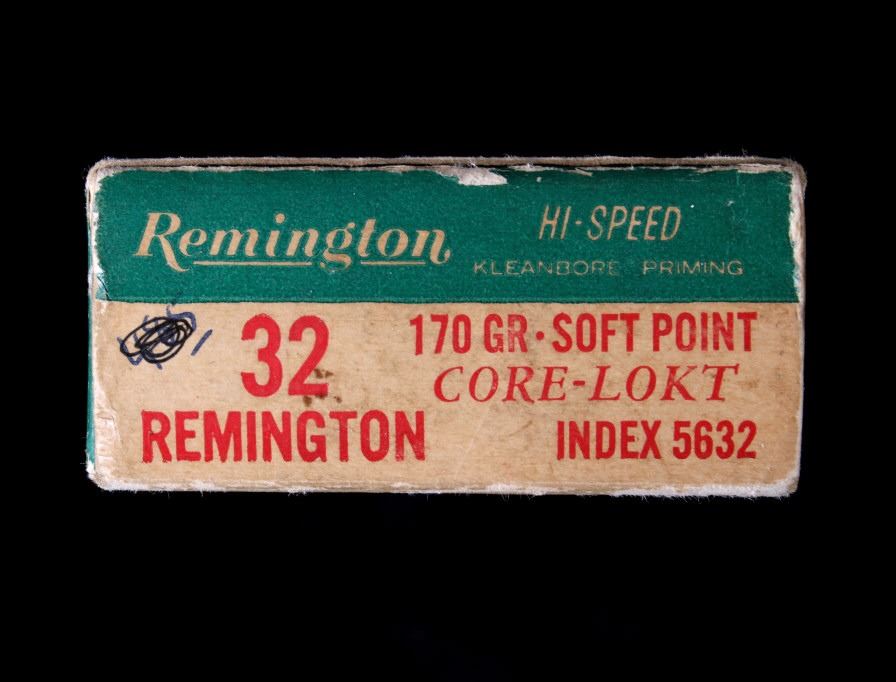 Remington
HI-SPEED
KLEANBORE PRIMING
32
REMINGTON
170 GR·SOFT POINT
CORE-LOKT
INDEX 5632